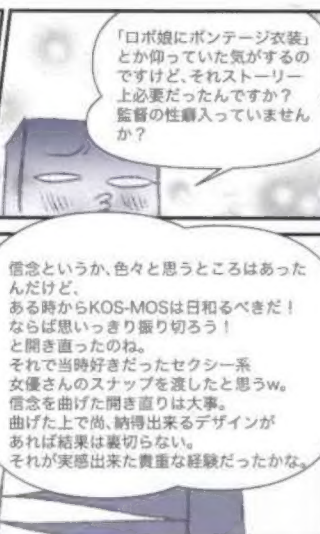 「ロボ娘にボンテージ衣装」
とか仰っていた気がするの
ですけど、それストーリー
上必要だったんですか？
監督の性癖入っていません
か？
信念というか、色々と思うところはあった
んだけど、
ある時からKOS-MOSは日和るべきだ！
ならば思いっきり振り切ろう！
と開き直ったのね。
それで当時好きだったセクシー系
女優さんのスナップを渡したと思うw。
信念を曲げた開き直りは大事。
曲げた上で尚、納得出来るデザインが
あれば結果は裏切らない。
それが実感出来た貴重な経験だったかな。